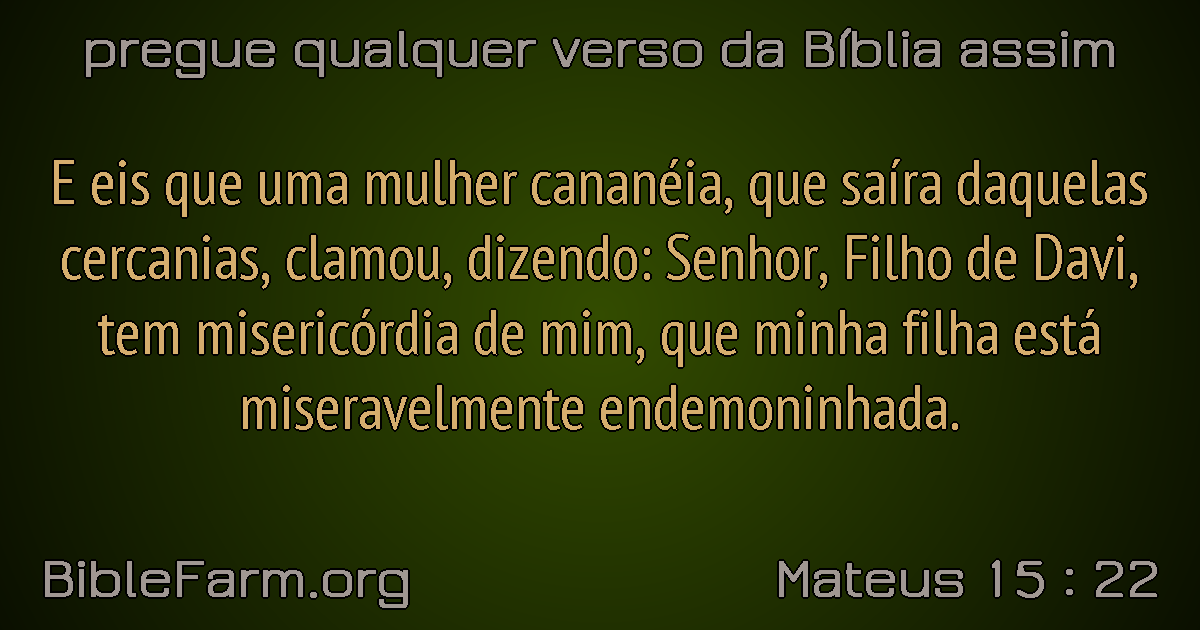 pregue qualquer verso da Bíblia assim
E eis que uma mulher cananéia, que saíra daquelas
cercanias, clamou, dizendo: Senhor, Filho de Davi,
tem misericórdia de mim, que minha filha está
miseravelmente endemoninhada.
BibleFarm.org
Mateus 15 : 22